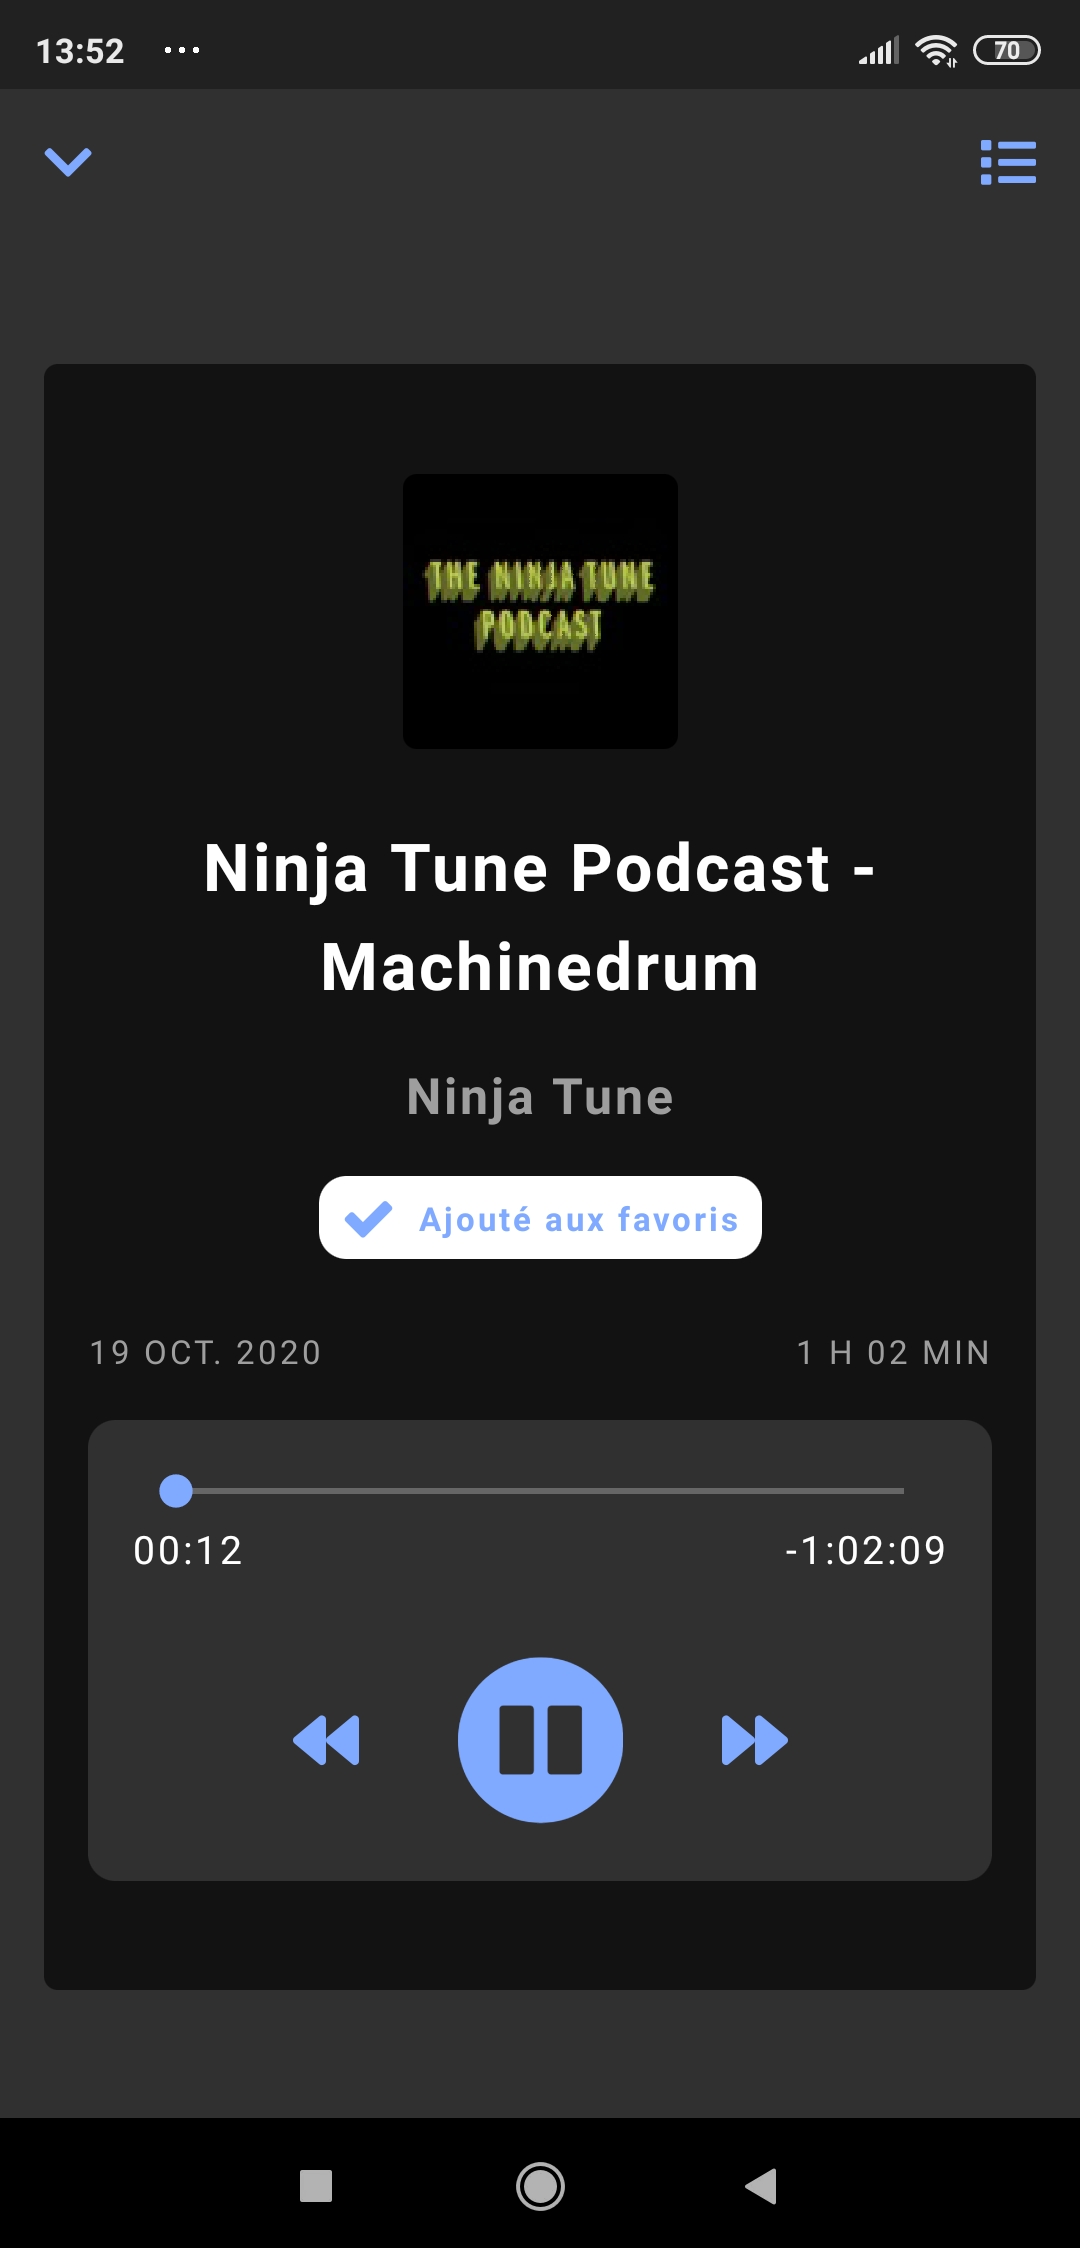 13:52
70
THE NINJA TUNE
PODCAST
Ninja Tune Podcast -
Machinedrum
Ninja Tune
Ajouté aux favoris
19 OCT. 2020
1 H 02 MIN
00:12
-1:02:09